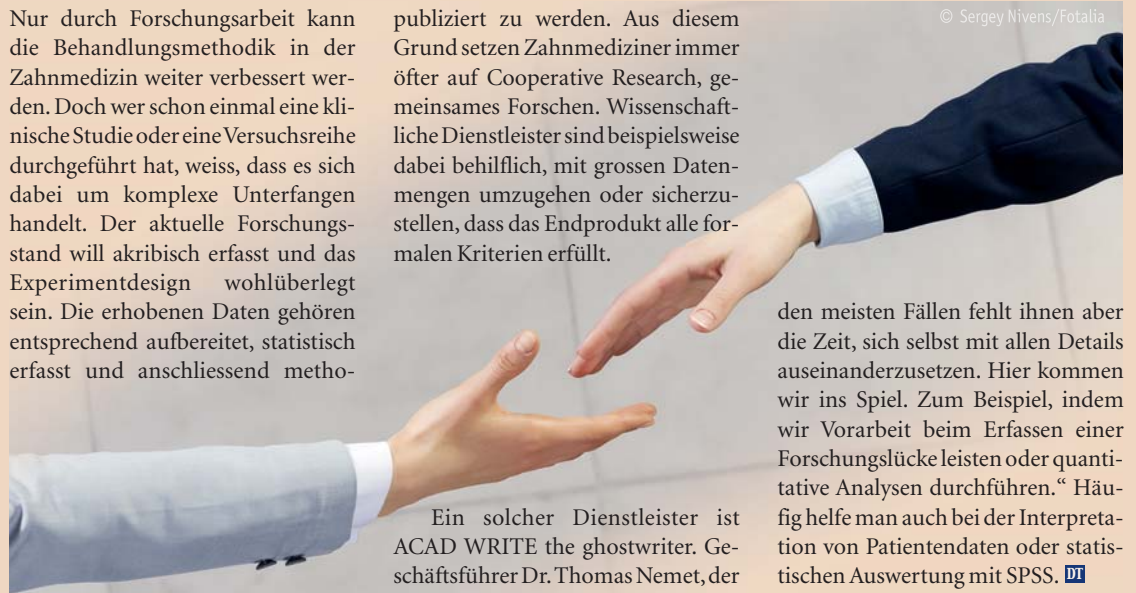 Nur durch Forschungsarbeit kann
die Behandlungsmethodik in der
Zahnmedizin weiter verbessert wer-
den. Doch wer schon einmal eine kli-
nische Studie oder eine Versuchsreihe
durchgeführt hat, weiss, dass es sich
dabei um komplexe Unterfangen
handelt. Der aktuelle Forschungs-
stand will akribisch erfasst und das
Experimentdesign wohlüberlegt
sein. Die erhobenen Daten gehören
entsprechend aufbereitet, statistisch
erfasst und anschliessend metho-
publiziert zu werden. Aus diesem
Grund setzen Zahnmediziner immer
öfter auf Cooperative Research, ge-
meinsames Forschen. Wissenschaft-
liche Dienstleister sind beispielsweise
dabei behilflich, mit grossen Daten-
mengen umzugehen oder sicherzu-
stellen, dass das Endprodukt alle for-
malen Kriterien erfüllt.
Ein solcher Dienstleister ist
ACAD WRITE the ghostwriter. Ge-
schäftsführer Dr. Thomas Nemet, der
© Sergey Nivens/Fotalia
den meisten Fällen fehlt ihnen aber
die Zeit, sich selbst mit allen Details
auseinanderzusetzen. Hier kommen
wir ins Spiel. Zum Beispiel, indem
wir Vorarbeit beim Erfassen einer
Forschungslücke leisten oder quanti-
tative Analysen durchführen.“ Häu-
fig helfe man auch bei der Interpreta-
tion von Patientendaten oder statis-
tischen Auswertung mit SPSS. DT